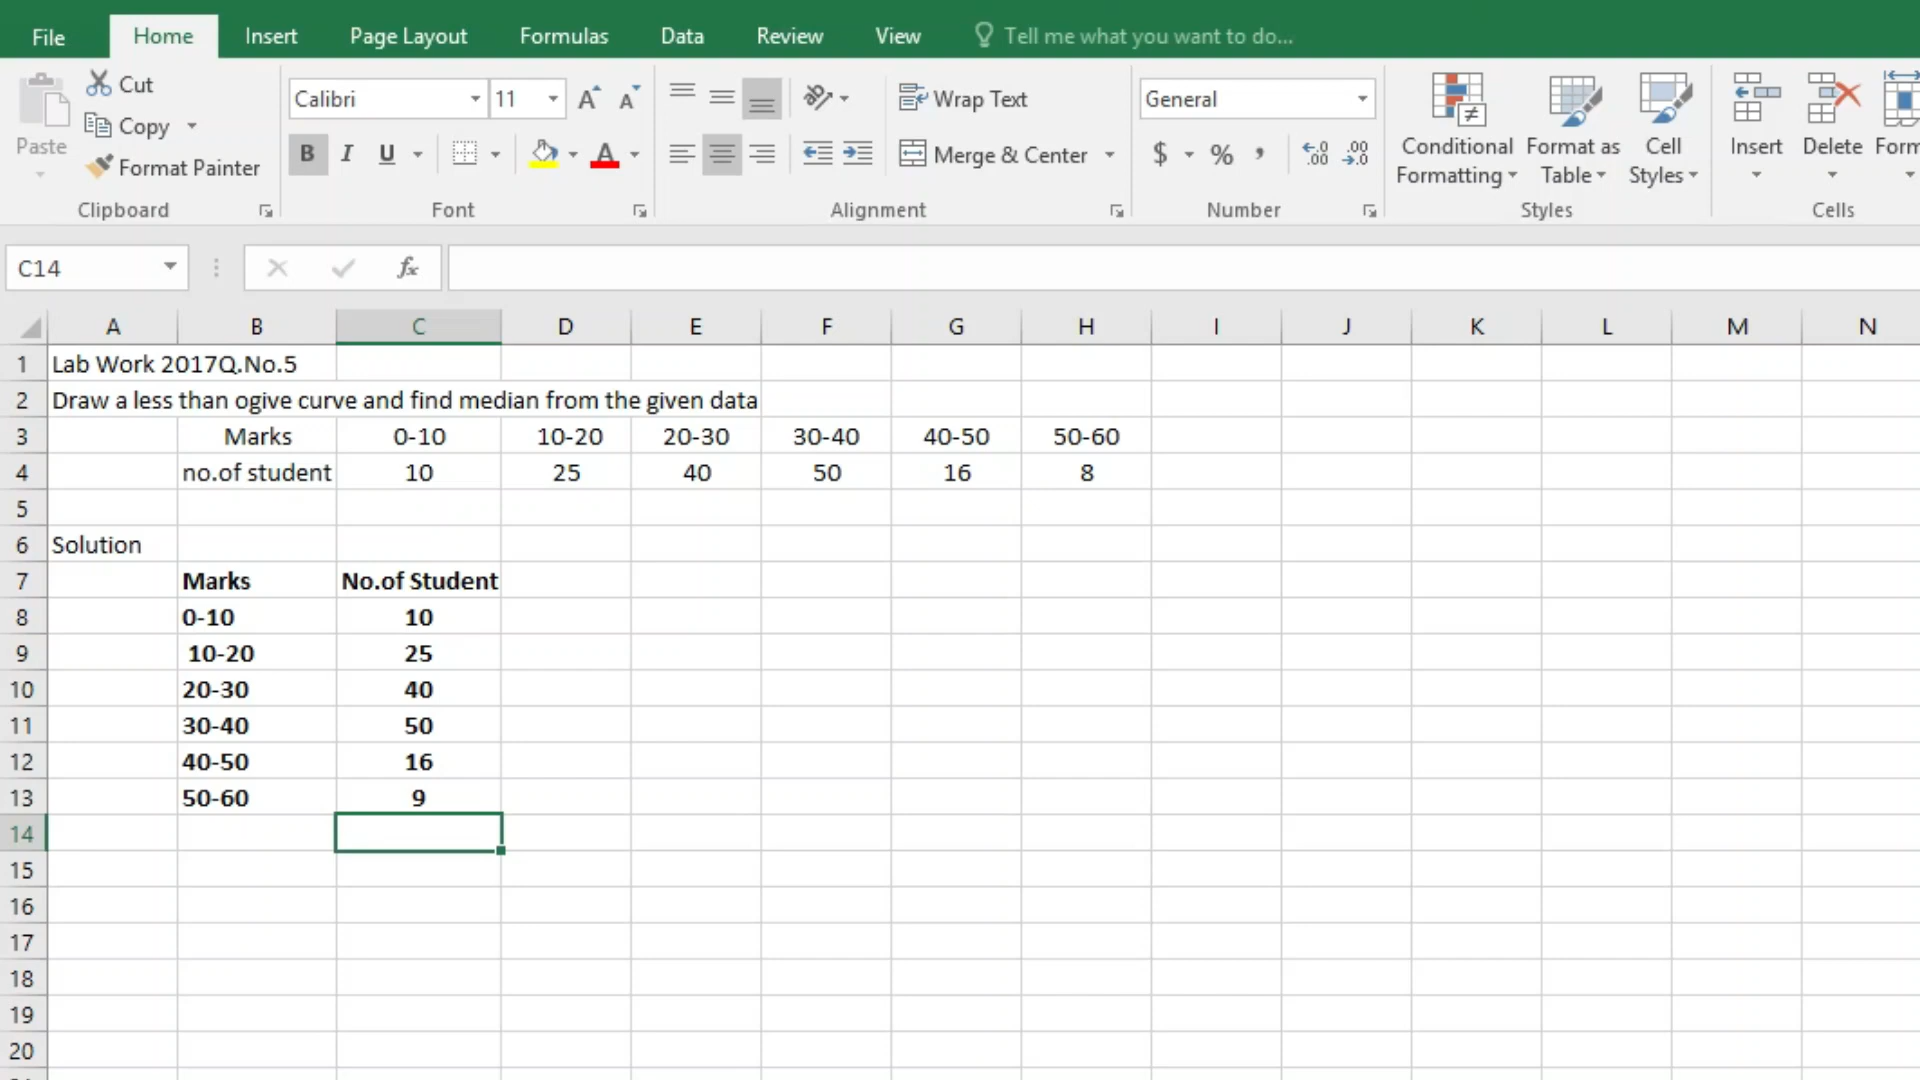 File Home Insert Page Layout Formulas Data Review View Tell me what you want to do...
Paste Cut Copy Format Painter
Clipboard
Calibri 11 A A
B I U A
Font
Wrap Text
Merge & Center
Alignment
General
$ % , .00 .00
Number
Conditional Formatting Format as Table Cell Styles
Styles
Insert Delete Form
Cells
C14 fx
A B C D E F G H I J K L M N
1 Lab Work 2017Q.No.5
2 Draw a less than ogive curve and find median from the given data
3 Marks 0-10 10-20 20-30 30-40 40-50 50-60
4 no.of student 10 25 40 50 16 8
5
6 Solution
7 Marks No.of Student
8 0-10 10
9 10-20 25
10 20-30 40
11 30-40 50
12 40-50 16
13 50-60 9
14
15
16
17
18
19
20